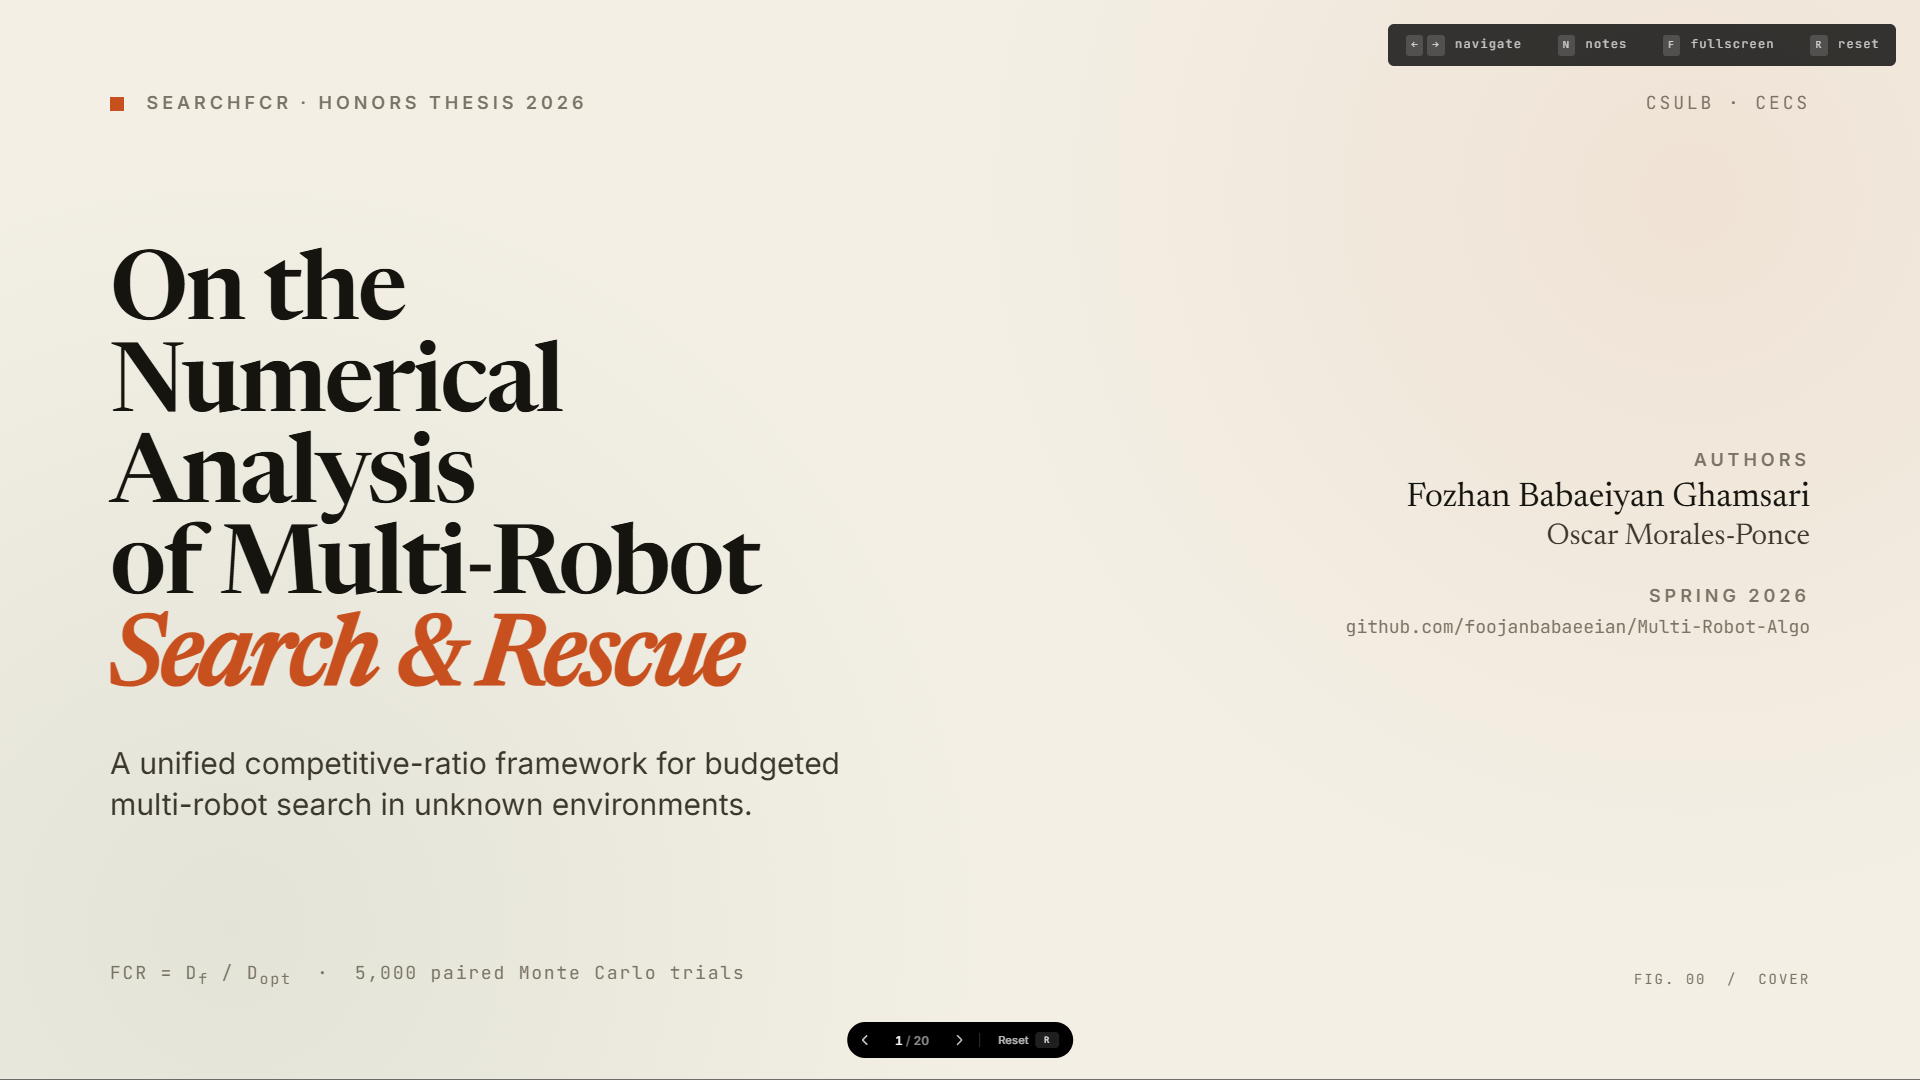 ← → navigate N notes F fullscreen R reset
SEARCHFCR · HONORS THESIS 2026
CSULB · CECS
On the
Numerical
Analysis
of Multi-Robot
Search & Rescue
A unified competitive-ratio framework for budgeted
multi-robot search in unknown environments.
AUTHORS
Fozhan Babaeiyan Ghamsari
Oscar Morales-Ponce
SPRING 2026
github.com/foojanbabaeeian/Multi-Robot-Algo
FCR = Df / Dopt · 5,000 paired Monte Carlo trials
FIG. 00 / COVER
1 / 20 Reset R